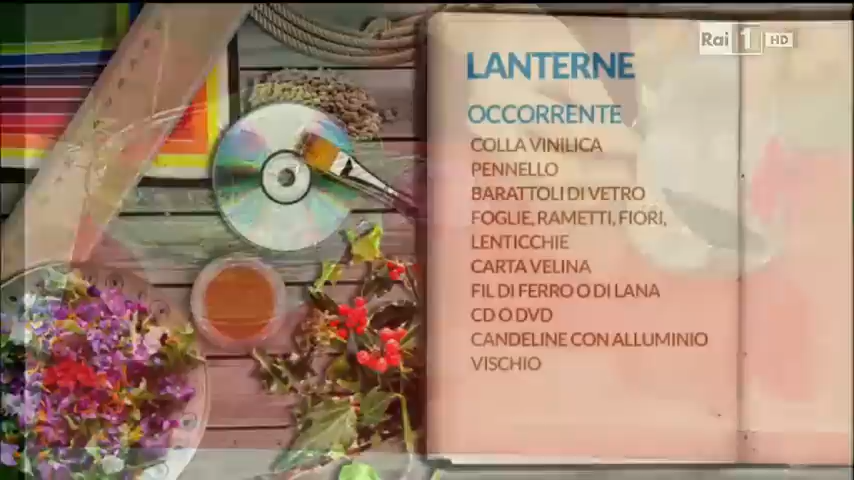 Rai 1 HD
LANTERNE
OCCORRENTE
COLLA VINILICA
PENNELLO
BARATTOLI DI VETRO
FOGLIE, RAMETTI, FIORI,
LENTICCHIE
CARTA VELINA
FIL DI FERRO O DI LANA
CD O DVD
CANDELINE CON ALLUMINIO
VISCHIO